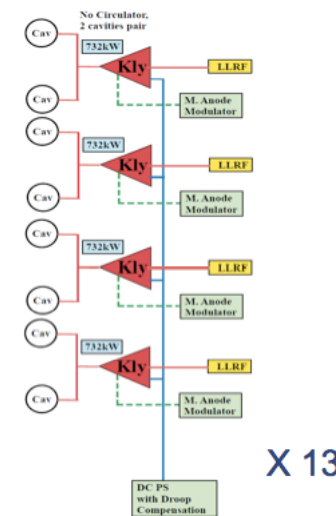 No Circulator,
2 cavities pair
Cav
732kW
Kly
LLRF
Cav
M. Anode
Modulator
Cav
732kW
Kly
LLRF
Cav
M. Anode
Modulator
Cav
732kW
Kly
LLRF
Cav
M. Anode
Modulator
Cav
732kW
Kly
LLRF
Cav
M. Anode
Modulator
X 13
DC PS
with Droop
Compensation